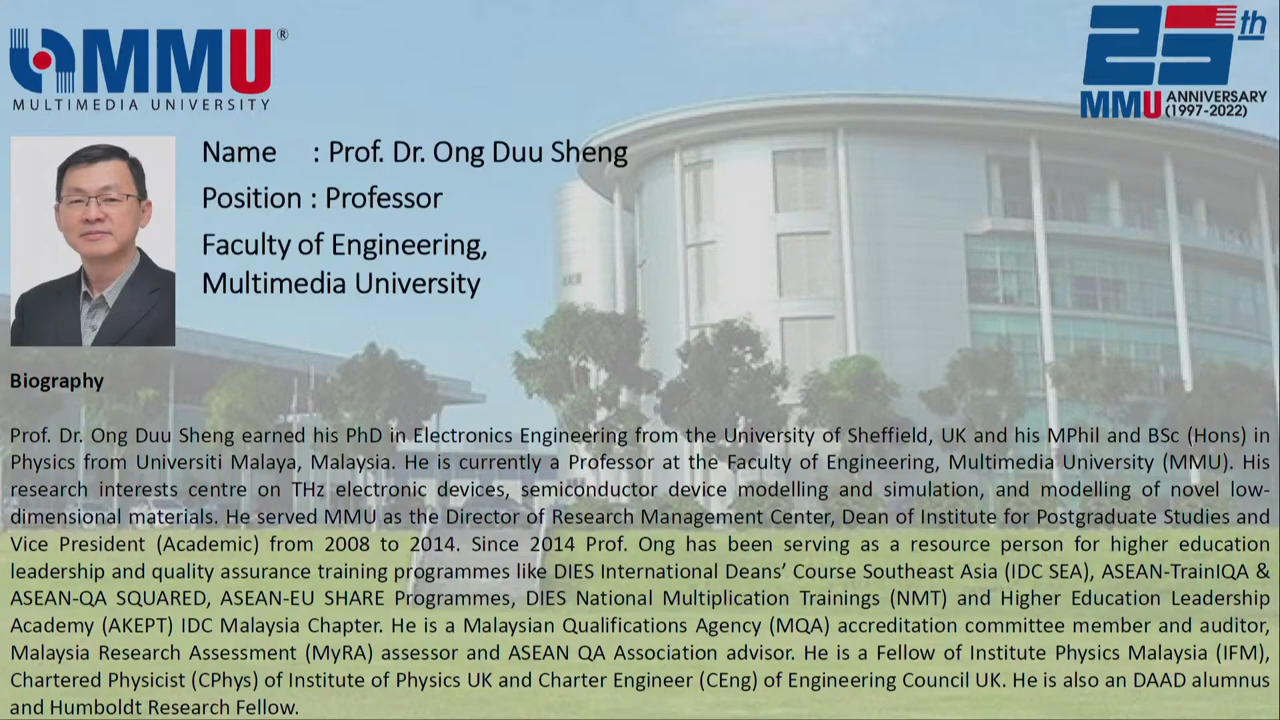 MMU®
MULTIMEDIA UNIVERSITY
25th
MMU ANNIVERSARY
(1997-2022)
Name : Prof. Dr. Ong Duu Sheng
Position : Professor
Faculty of Engineering,
Multimedia University
Biography
Prof. Dr. Ong Duu Sheng earned his PhD in Electronics Engineering from the University of Sheffield, UK and his MPhil and BSc (Hons) in
Physics from Universiti Malaya, Malaysia. He is currently a Professor at the Faculty of Engineering, Multimedia University (MMU). His
research interests centre on THz electronic devices, semiconductor device modelling and simulation, and modelling of novel low-
dimensional materials. He served MMU as the Director of Research Management Center, Dean of Institute for Postgraduate Studies and
Vice President (Academic) from 2008 to 2014. Since 2014 Prof. Ong has been serving as a resource person for higher education
leadership and quality assurance training programmes like DIES International Deans’ Course Southeast Asia (IDC SEA), ASEAN-TrainIQA &
ASEAN-QA SQUARED, ASEAN-EU SHARE Programmes, DIES National Multiplication Trainings (NMT) and Higher Education Leadership
Academy (AKEPT) IDC Malaysia Chapter. He is a Malaysian Qualifications Agency (MQA) accreditation committee member and auditor,
Malaysia Research Assessment (MyRA) assessor and ASEAN QA Association advisor. He is a Fellow of Institute Physics Malaysia (IFM),
Chartered Physicist (CPhys) of Institute of Physics UK and Charter Engineer (CEng) of Engineering Council UK. He is also an DAAD alumnus
and Humboldt Research Fellow.